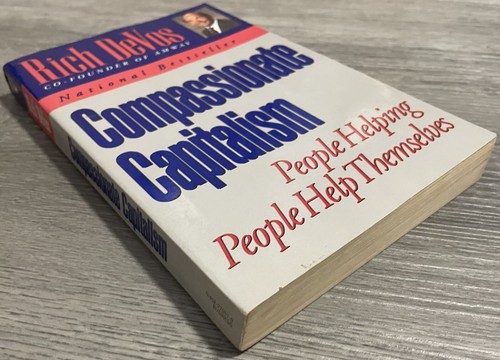 Rich DeVos
CO-FOUNDER OF AMWAY
National Bestseller
Compassionate
Capitalism
People Helping
People Help Themselves
Compassionate Capitalism